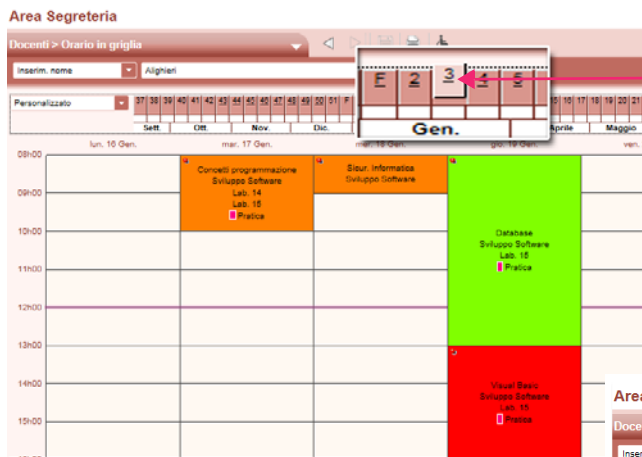 Area Segreteria
Docenti > Orario in griglia
Inserim. nome Alighieri
F 2 3 4 5
Gen.
Personalizzato 37 38 39 40 41 42 43 44 45 46 47 48 49 50 51 F 15 16 17 18 19 20 21
Sett. Ott. Nov. Dic. Aprile Maggio
lun. 16 Gen. mar. 17 Gen. mer. 18 Gen. gio. 19 Gen. ven.
08h00
Concetti programmazione
Sviluppo Software
Lab. 14
Lab. 15
Pratica
Sicur. Informatica
Sviluppo Software
09h00
10h00
Database
Sviluppo Software
Lab. 15
Pratica
11h00
12h00
13h00
14h00
Visual Basic
Sviluppo Software
Lab. 15
Pratica
15h00
Area
Doce
Inser